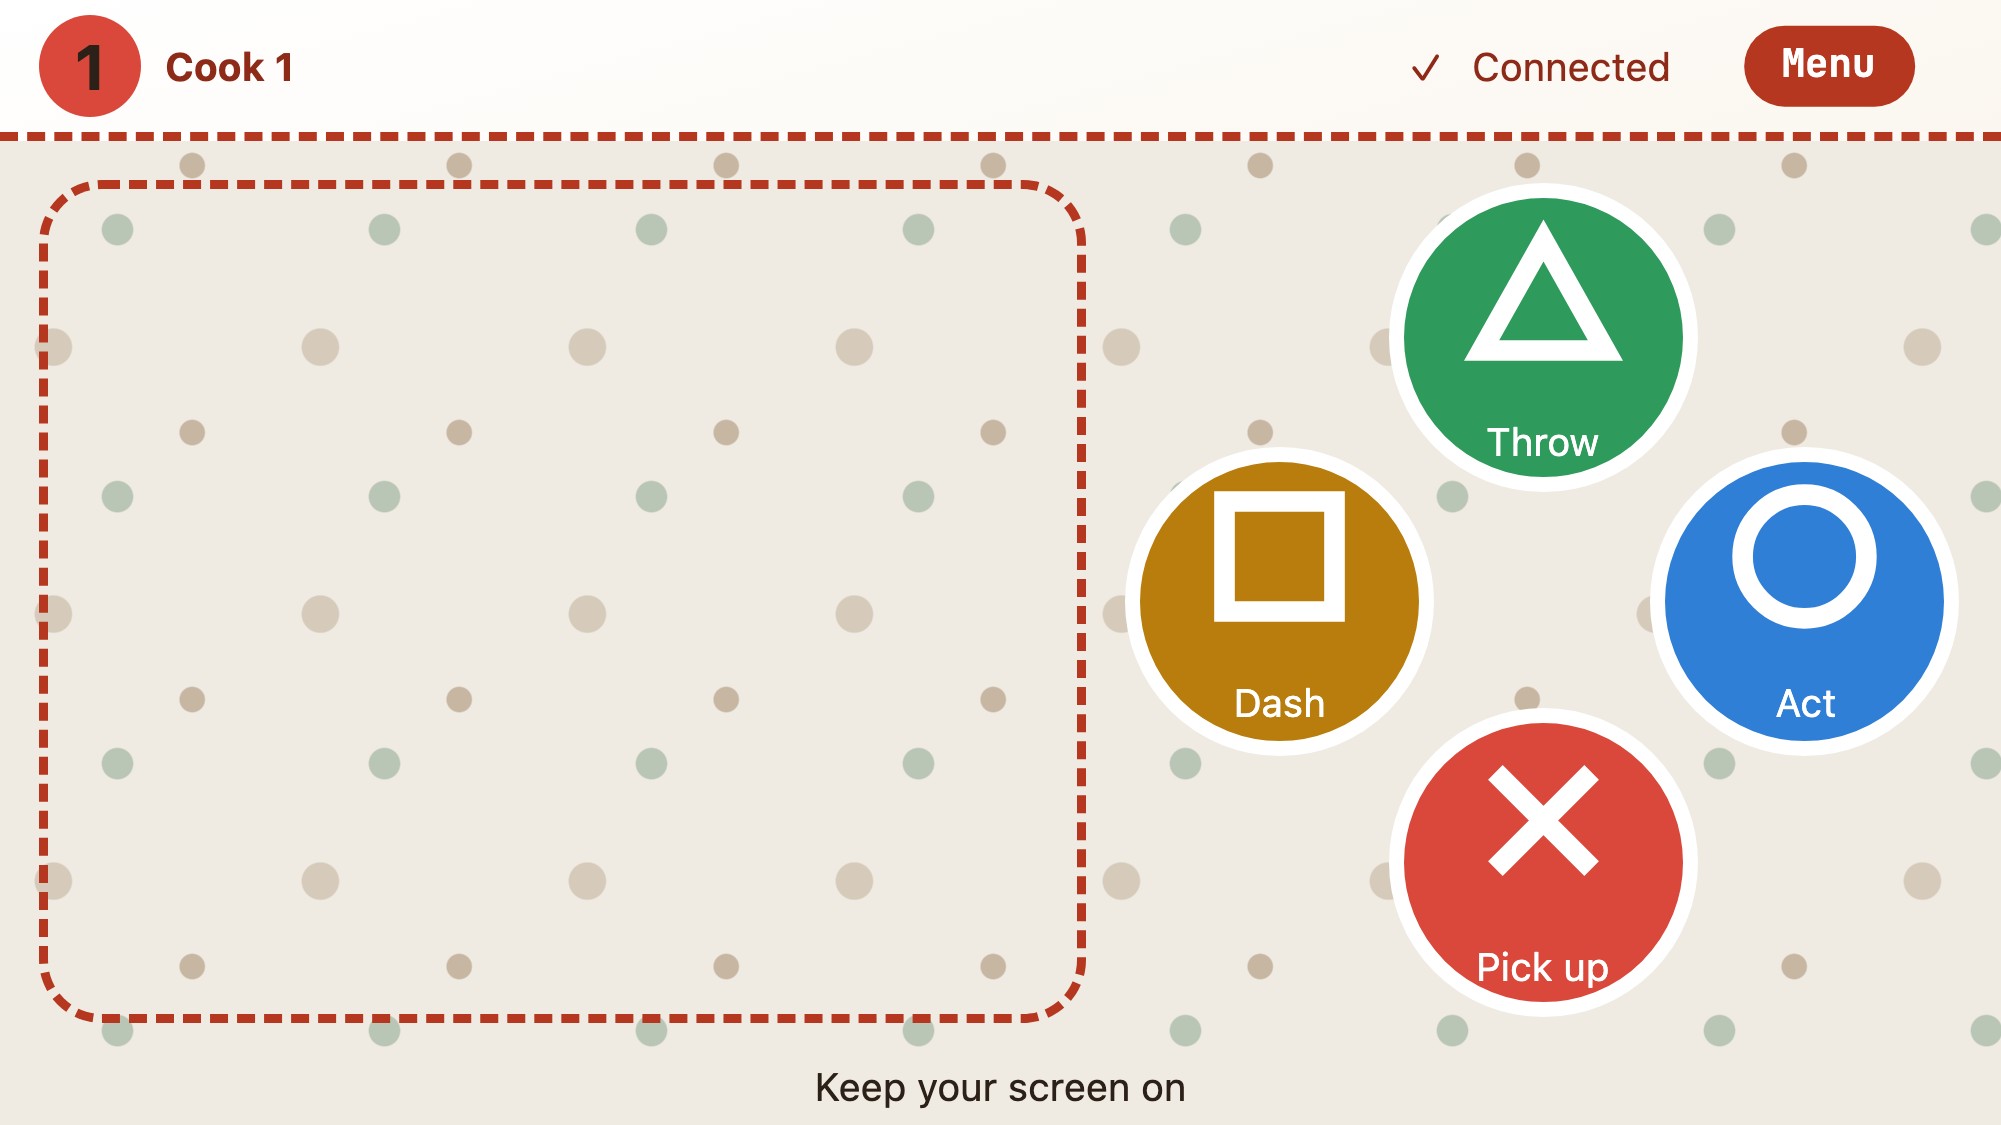 1 Cook 1 ✓ Connected Menu
Throw
Dash
Act
Pick up
Keep your screen on